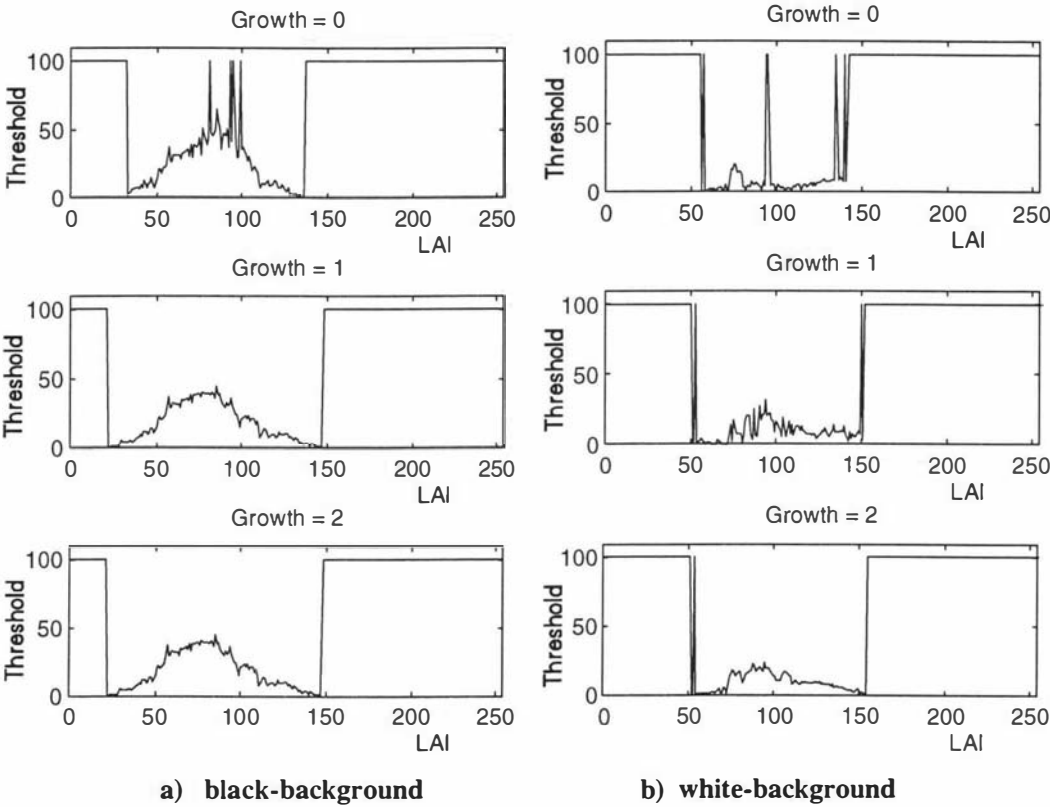 Growth = 0
100
50
0
Threshold
0 50 100 150 200 250
LAI
Growth = 1
100
50
0
Threshold
0 50 100 150 200 250
LAI
Growth = 2
100
50
0
Threshold
0 50 100 150 200 250
LAI
a) black-background
Growth = 0
100
50
0
Threshold
0 50 100 150 200 250
LAI
Growth = 1
100
50
0
Threshold
0 50 100 150 200 250
LAI
Growth = 2
100
50
0
Threshold
0 50 100 150 200 250
LAI
b) white-background